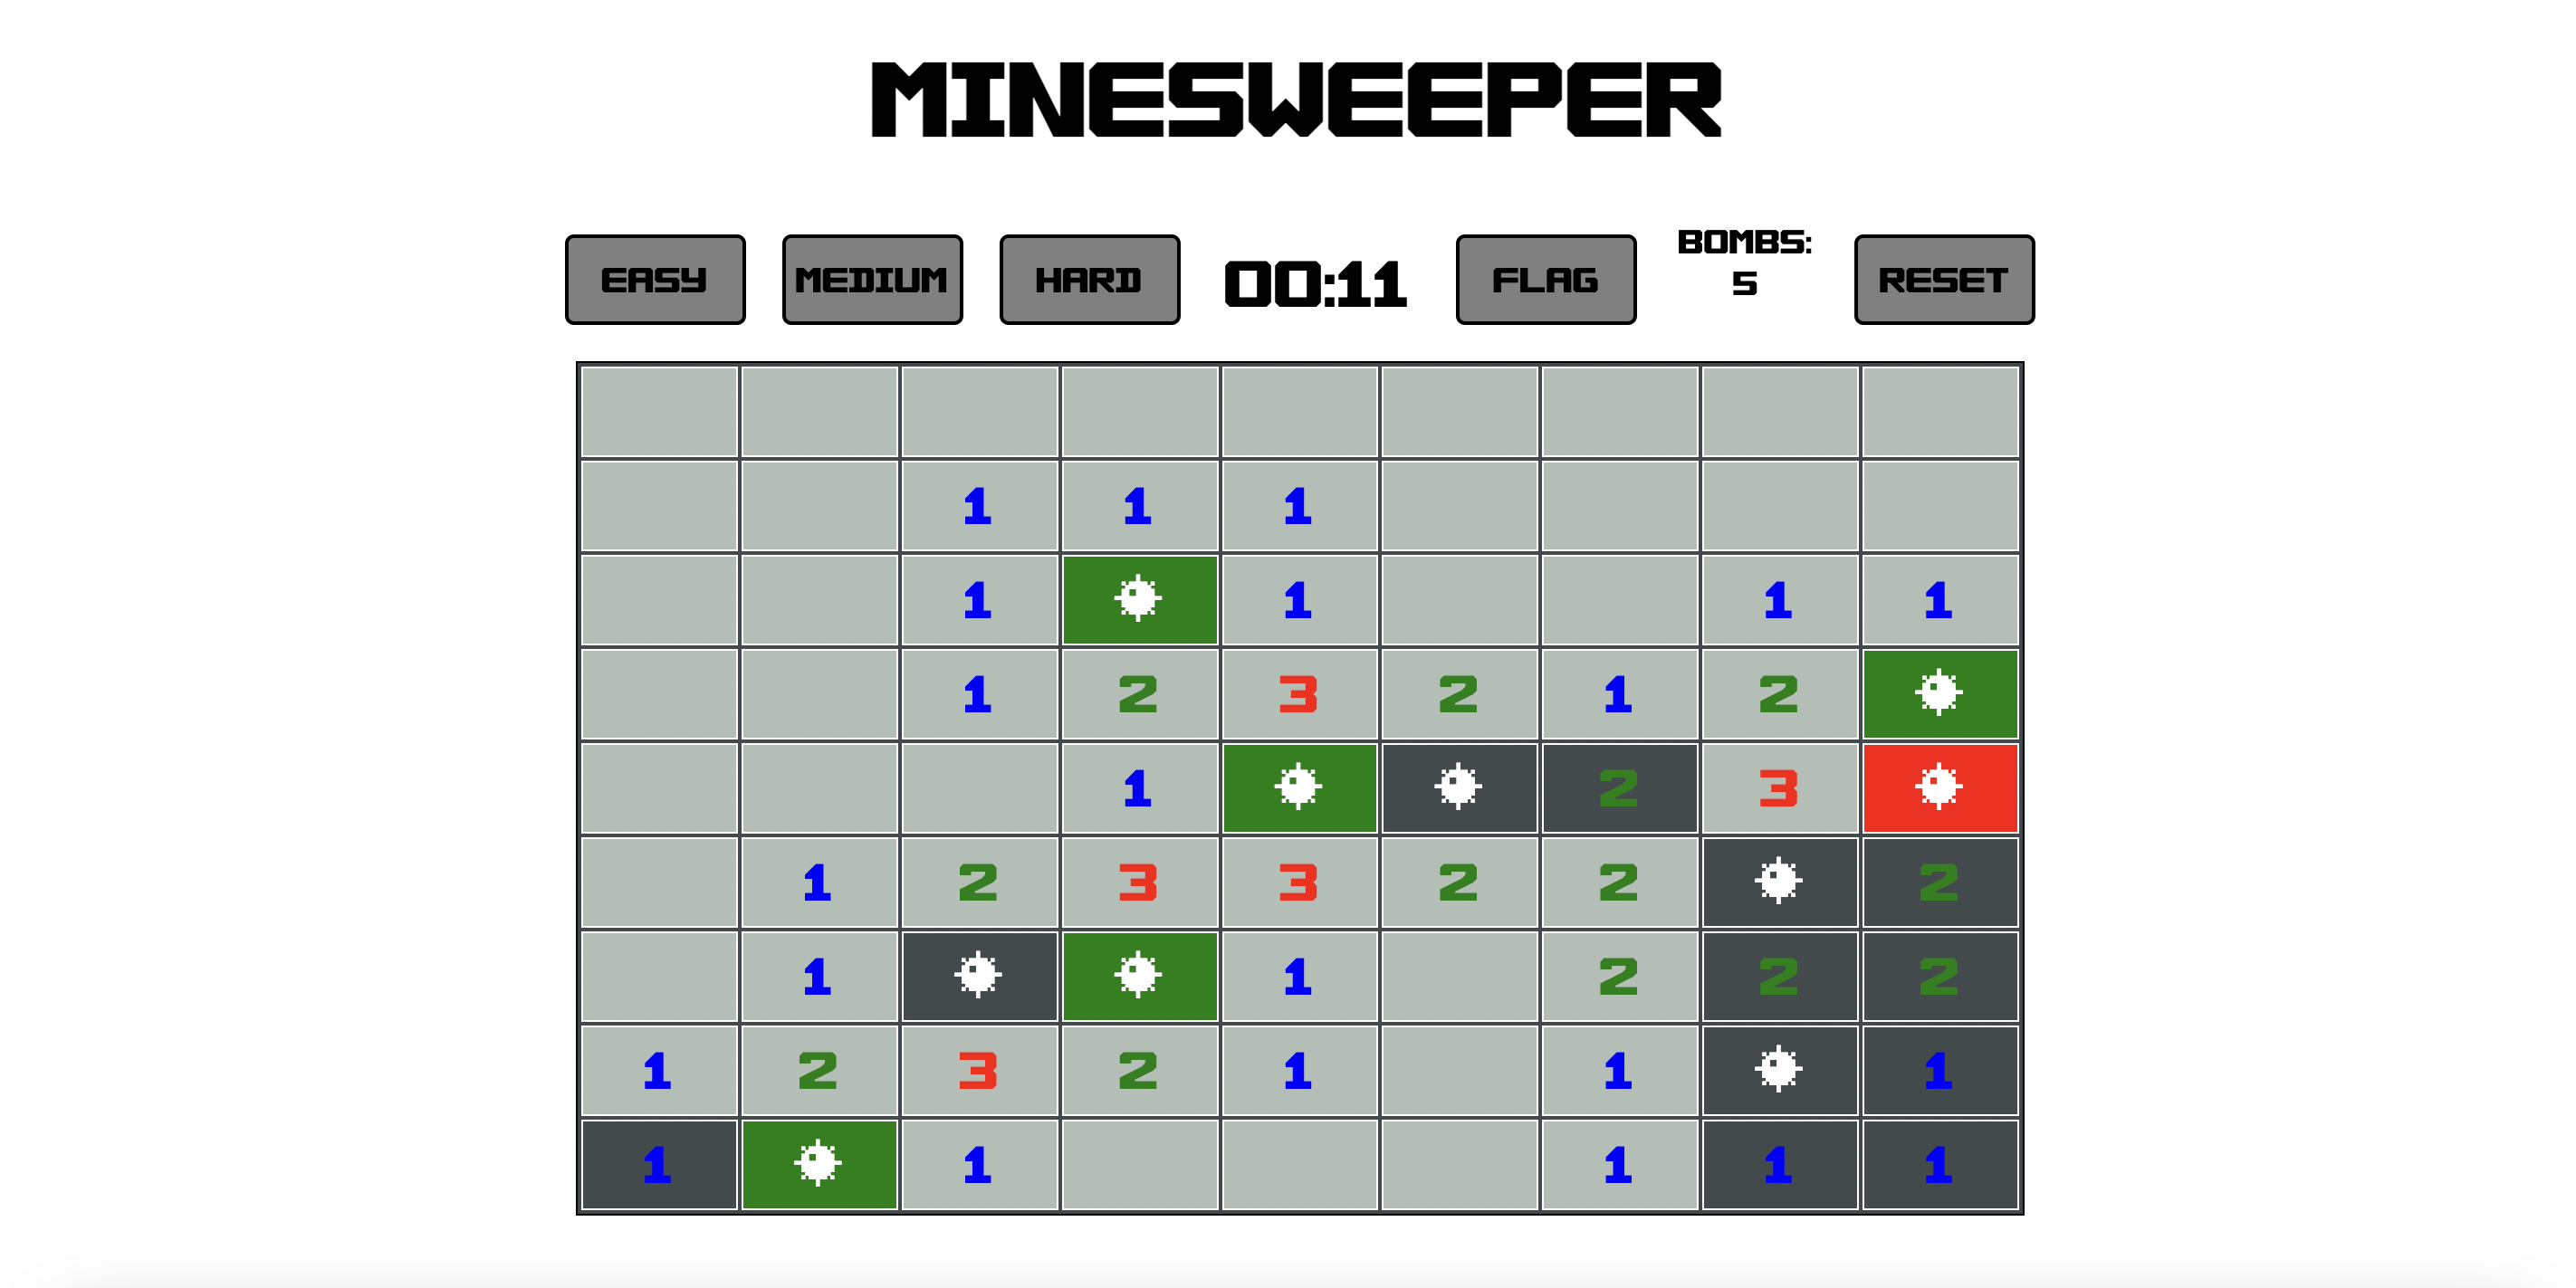 MINESWEEPER
EASY MEDIUM HARD 00:11 FLAG BOMBS: 5 RESET
1 1 1
1 1 1 1
1 2 3 2 1 2
1 2 3
1 2 3 3 2 2 2
1 1 2 2 2
1 2 3 2 1 1 1
1 1 1 1 1